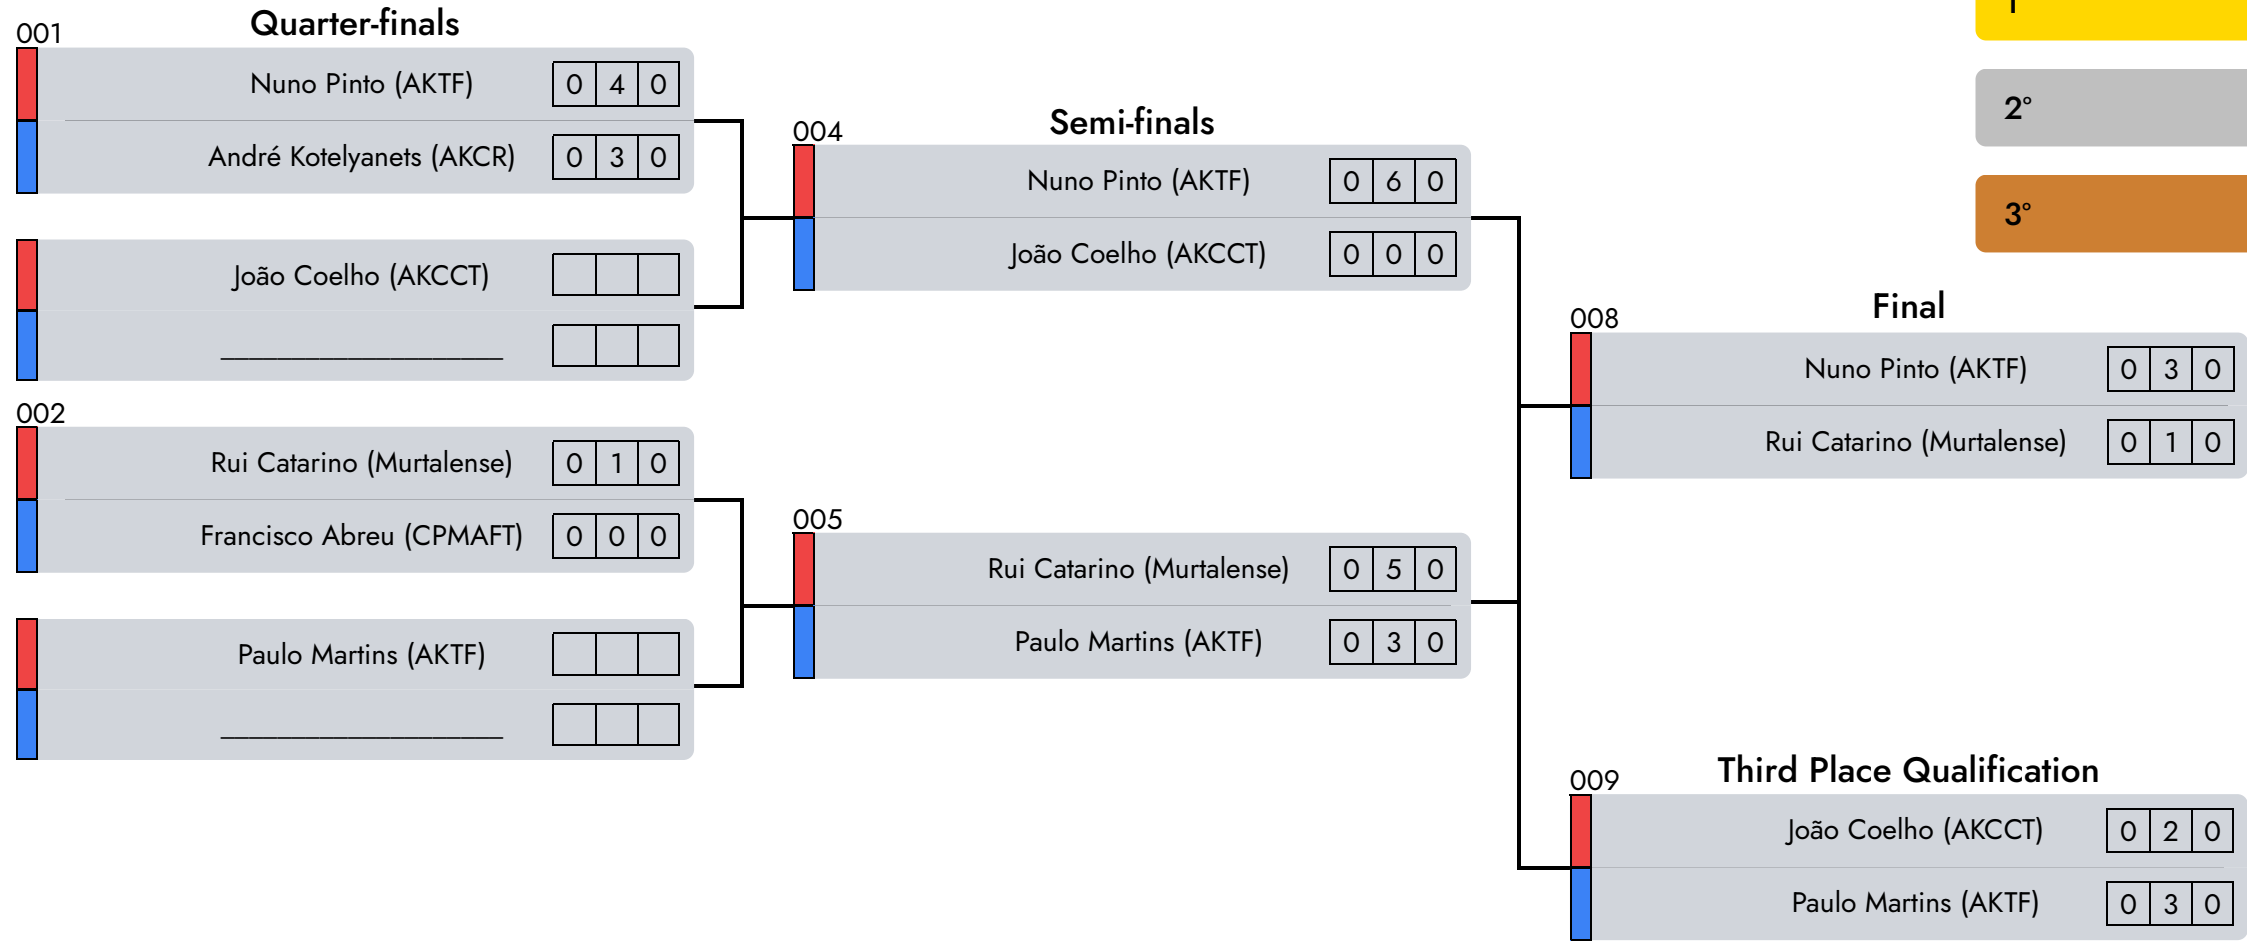 Quarter-finals
001
Nuno Pinto (AKTF) 0 4 0
André Kotelyanets (AKCR) 0 3 0
João Coelho (AKCCT)
____________________
002
Rui Catarino (Murtalense) 0 1 0
Francisco Abreu (CPMAFT) 0 0 0
Paulo Martins (AKTF)
____________________
Semi-finals
004
Nuno Pinto (AKTF) 0 6 0
João Coelho (AKCCT) 0 0 0
005
Rui Catarino (Murtalense) 0 5 0
Paulo Martins (AKTF) 0 3 0
2°
3°
Final
008
Nuno Pinto (AKTF) 0 3 0
Rui Catarino (Murtalense) 0 1 0
Third Place Qualification
009
João Coelho (AKCCT) 0 2 0
Paulo Martins (AKTF) 0 3 0